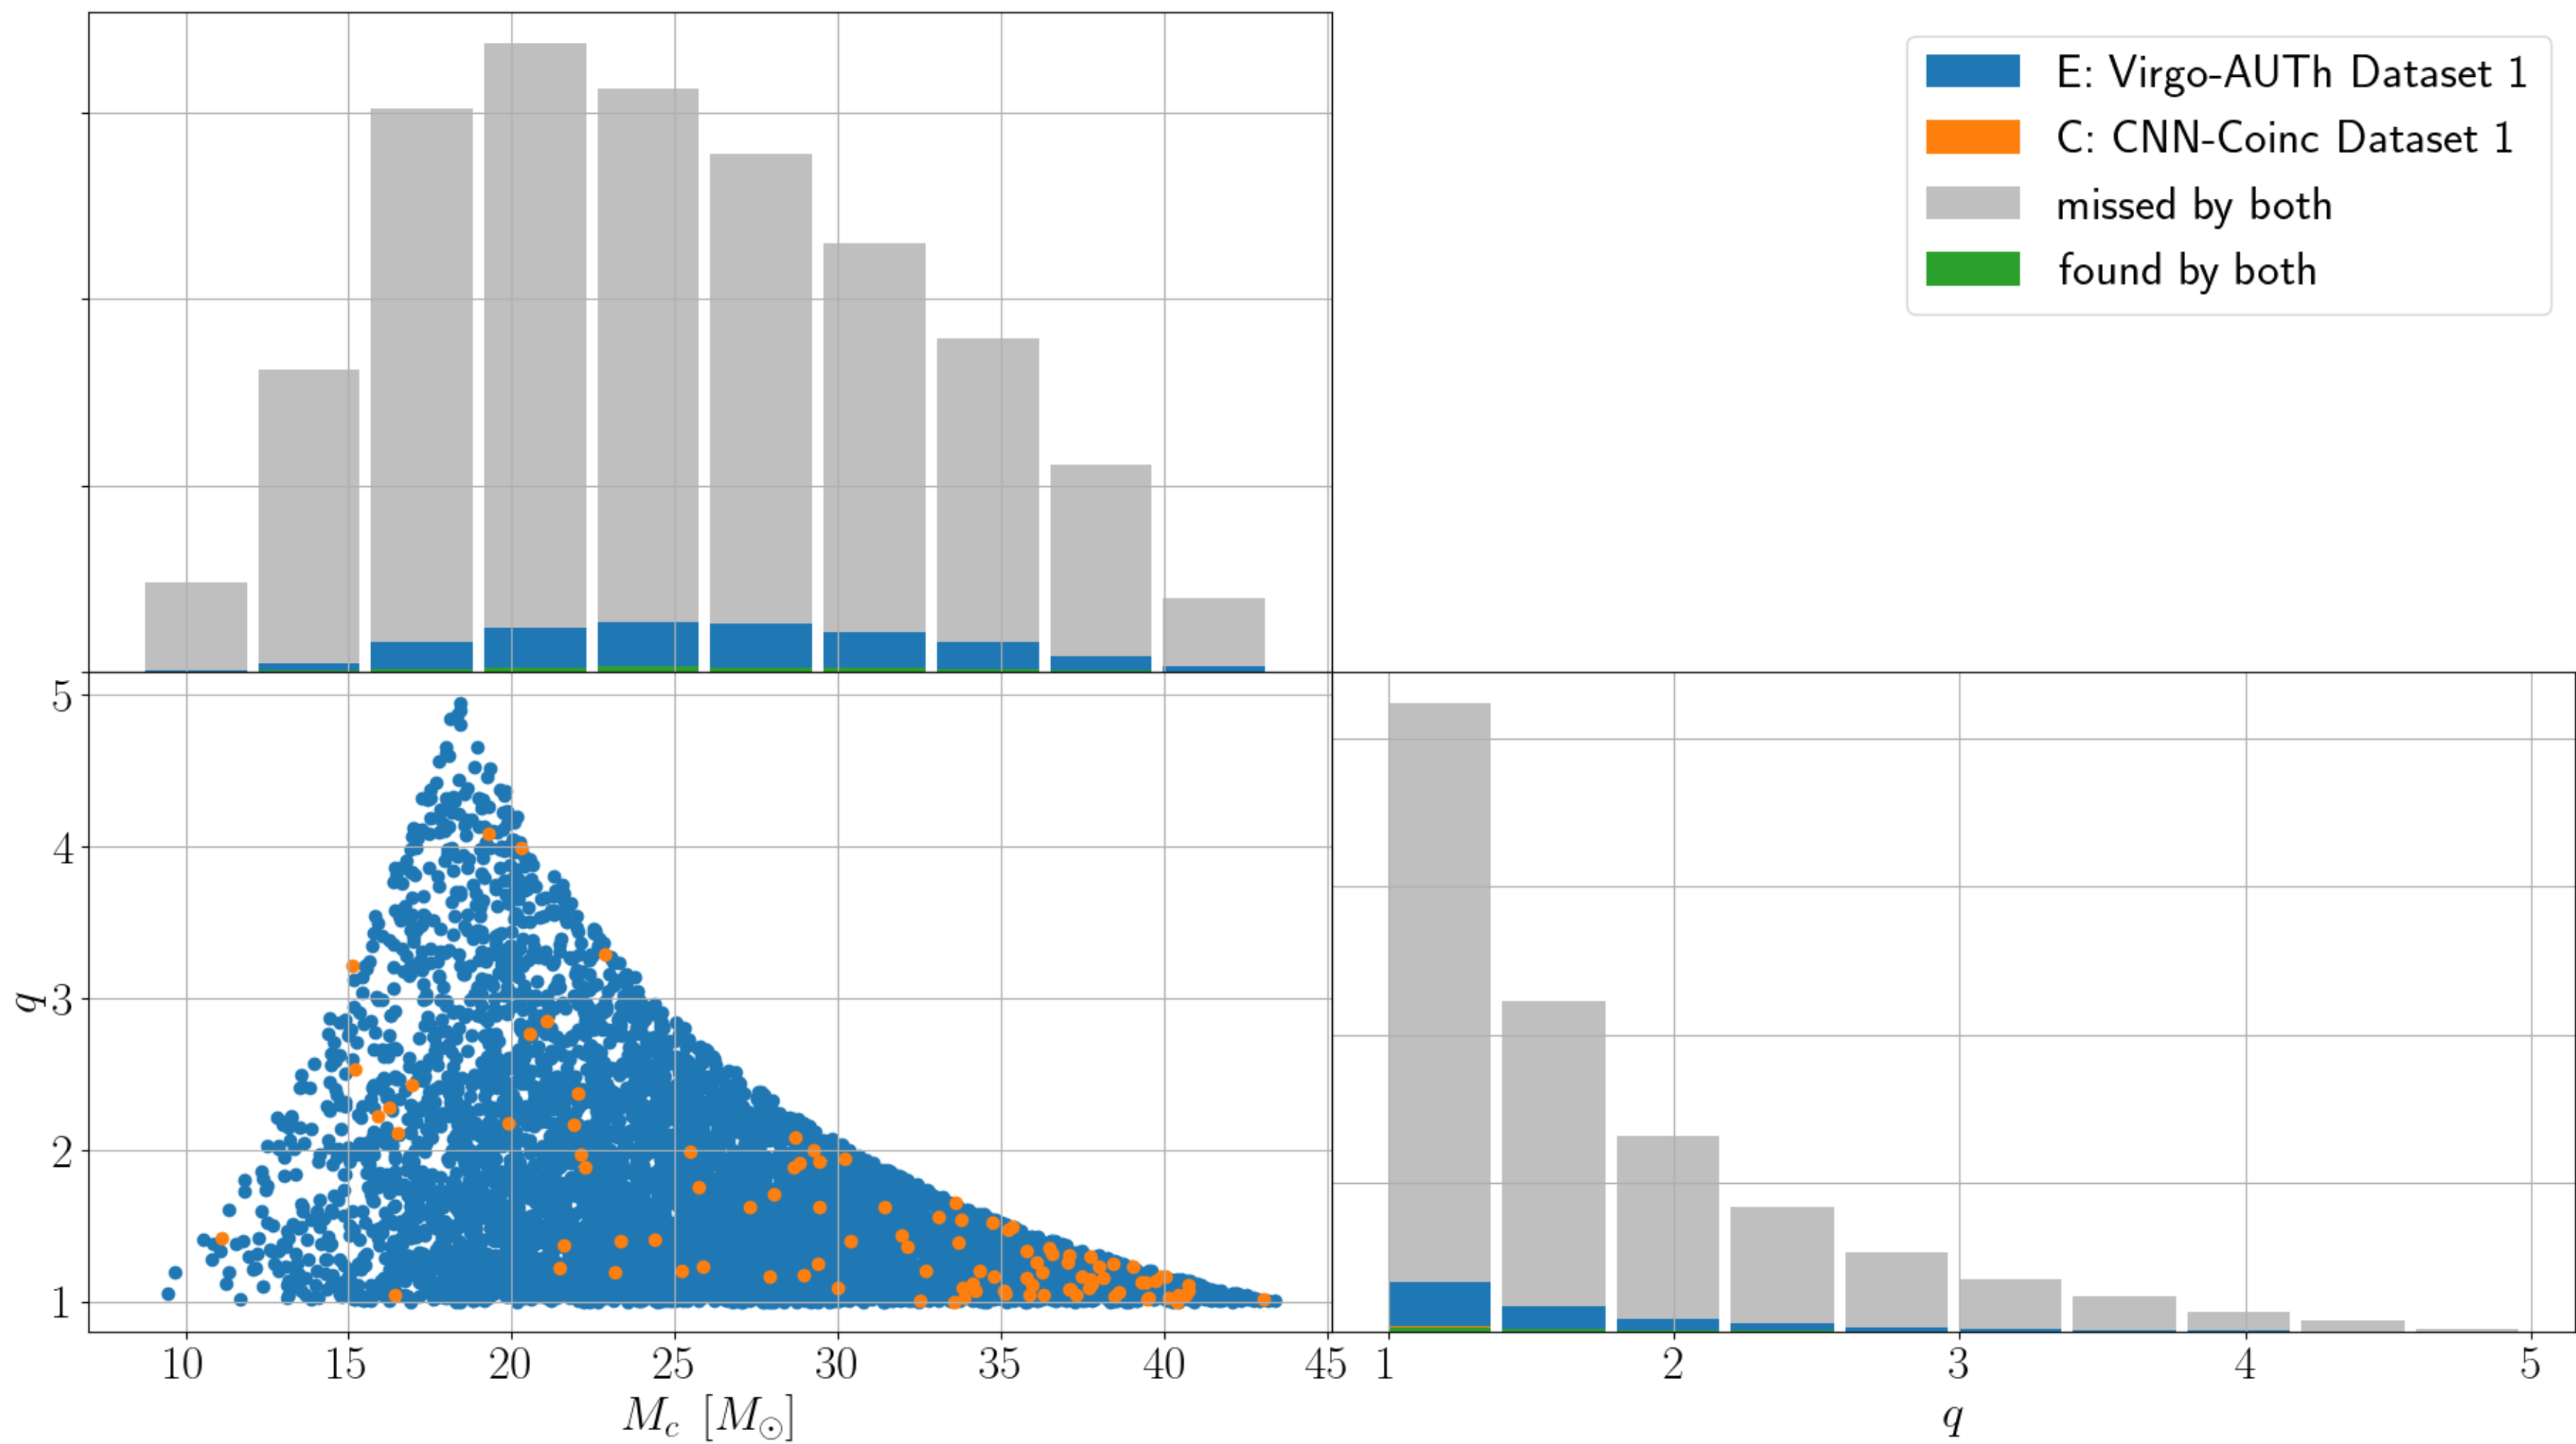 E: Virgo-AUTh Dataset 1
C: CNN-Coinc Dataset 1
missed by both
found by both
5
4
3
2
1
q
10 15 20 25 30 35 40 45
M_c [M_⊙]
1 2 3 4 5
q